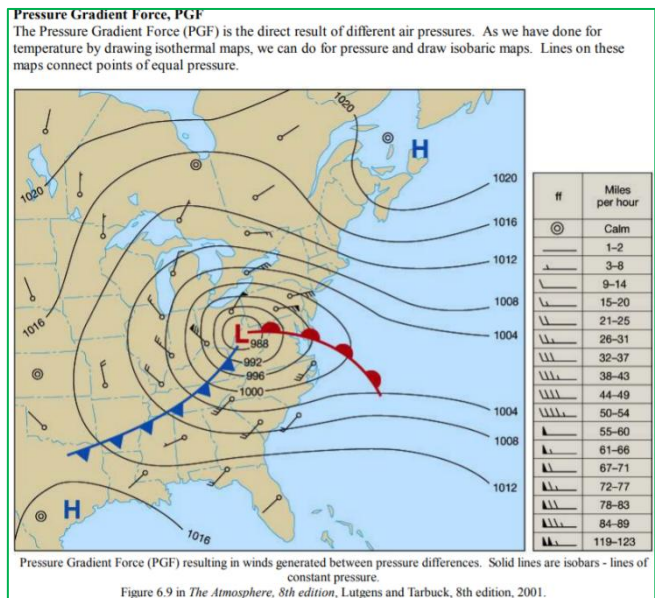 Pressure Gradient Force, PGF
The Pressure Gradient Force (PGF) is the direct result of different air pressures. As we have done for
temperature by drawing isothermal maps, we can do for pressure and draw isobaric maps. Lines on these
maps connect points of equal pressure.
1020
H
1020
1020
1016
1012
1008
1016
1004
L
988
992
996
1000
1004
1008
1012
H
1016
ff Miles per hour
Calm
1–2
3–8
9–14
15–20
21–25
26–31
32–37
38–43
44–49
50–54
55–60
61–66
67–71
72–77
78–83
84–89
119–123
Pressure Gradient Force (PGF) resulting in winds generated between pressure differences. Solid lines are isobars - lines of
constant pressure.
Figure 6.9 in The Atmosphere, 8th edition, Lutgens and Tarbuck, 8th edition, 2001.